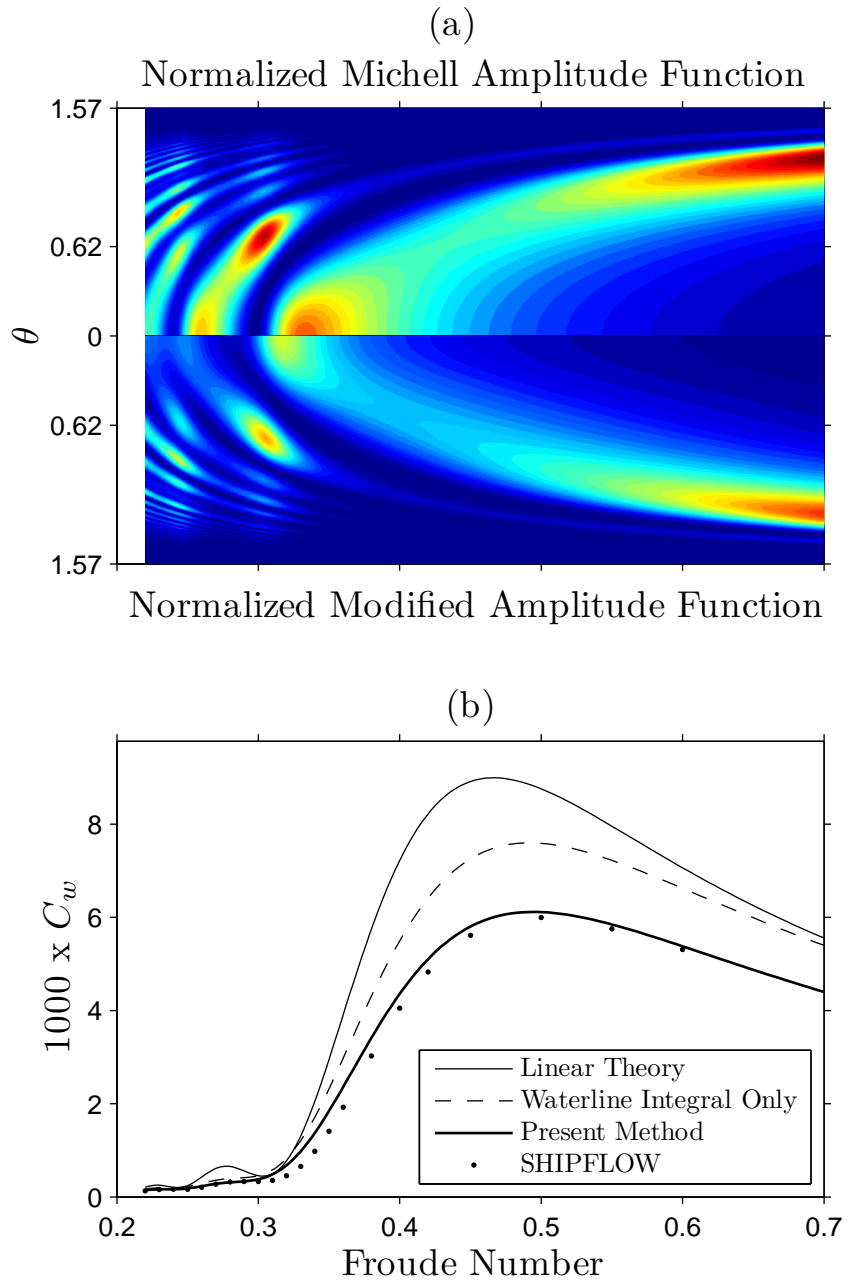 (a)
Normalized Michell Amplitude Function
1.57
0.62
0
0.62
1.57
θ
Normalized Modified Amplitude Function
(b)
8
6
4
2
0
1000 x C_w
Linear Theory
Waterline Integral Only
Present Method
SHIPFLOW
0.2 0.3 0.4 0.5 0.6 0.7
Froude Number